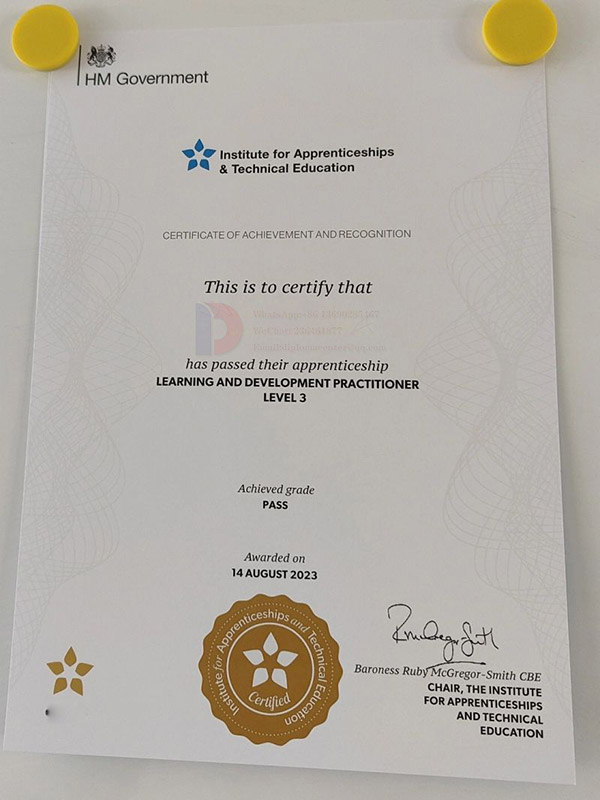 HM Government
Institute for Apprenticeships
& Technical Education
CERTIFICATE OF ACHIEVEMENT AND RECOGNITION
This is to certify that
has passed their apprenticeship
LEARNING AND DEVELOPMENT PRACTITIONER
LEVEL 3
Achieved grade
PASS
Awarded on
14 AUGUST 2023
Institute for Apprenticeships and Technical Education
Certified
Baroness Ruby McGregor-Smith CBE
CHAIR, THE INSTITUTE
FOR APPRENTICESHIPS
AND TECHNICAL
EDUCATION